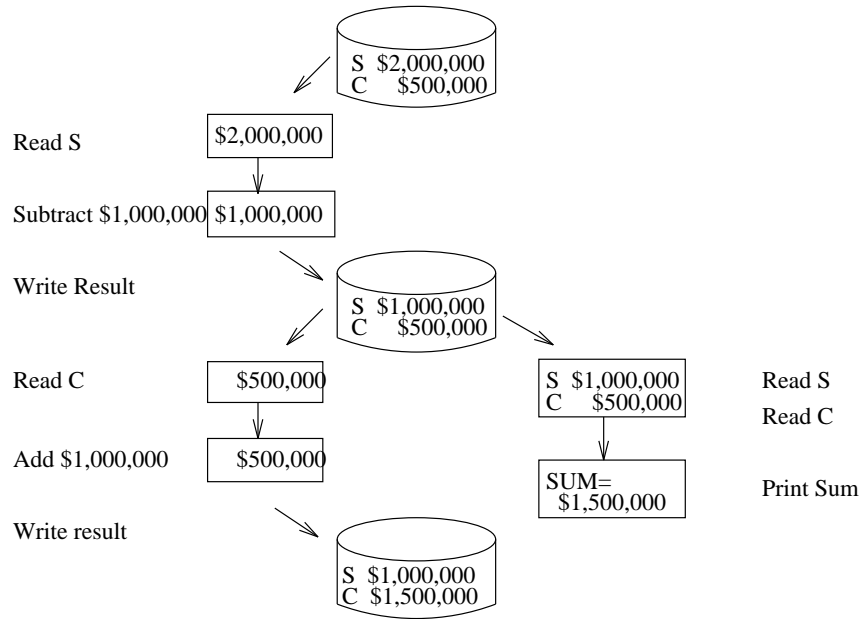 S $2,000,000
C $500,000
Read S
$2,000,000
Subtract $1,000,000
$1,000,000
Write Result
S $1,000,000
C $500,000
Read C
$500,000
S $1,000,000
C $500,000
Read S
Read C
Add $1,000,000
$500,000
SUM=
$1,500,000
Print Sum
Write result
S $1,000,000
C $1,500,000